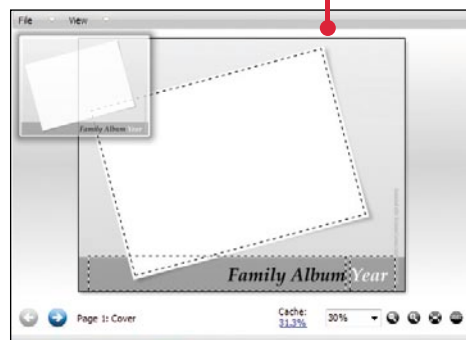 File View
Family Album Year
Family Album Year
Page 1: Cover
Cache:
31.3%
30%